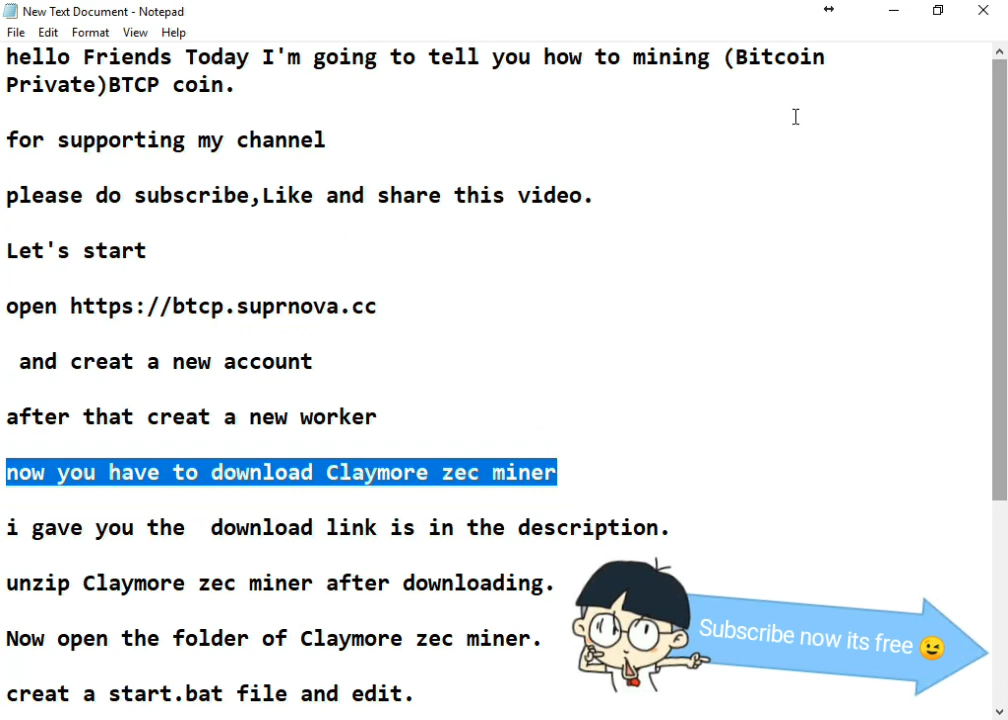 New Text Document - Notepad
File Edit Format View Help
hello Friends Today I'm going to tell you how to mining (Bitcoin
Private)BTCP coin.
for supporting my channel
please do subscribe,Like and share this video.
Let's start
open https://btcp.suprnova.cc
and creat a new account
after that creat a new worker
now you have to download Claymore zec miner
i gave you the  download link is in the description.
unzip Claymore zec miner after downloading.
Now open the folder of Claymore zec miner.
creat a start.bat file and edit.
Subscribe now its free 😉